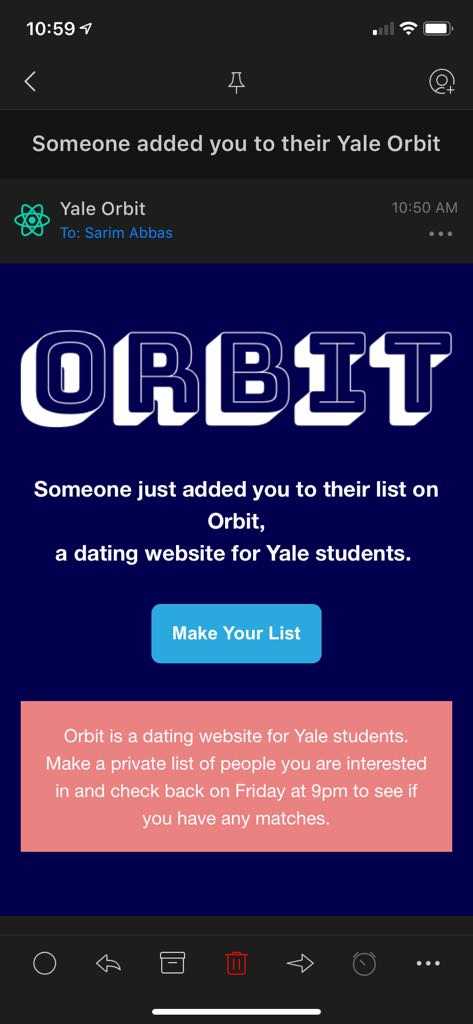 10:59
Someone added you to their Yale Orbit
Yale Orbit
10:50 AM
To: Sarim Abbas
ORBIT
Someone just added you to their list on
Orbit,
a dating website for Yale students.
Make Your List
Orbit is a dating website for Yale students.
Make a private list of people you are interested
in and check back on Friday at 9pm to see if
you have any matches.